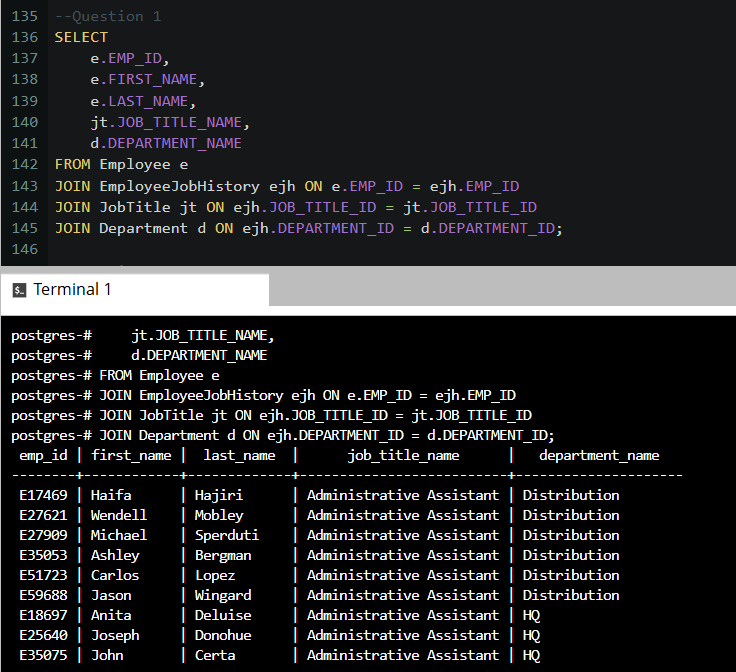 135 --Question 1
136 SELECT
137     e.EMP_ID,
138     e.FIRST_NAME,
139     e.LAST_NAME,
140     jt.JOB_TITLE_NAME,
141     d.DEPARTMENT_NAME
142 FROM Employee e
143 JOIN EmployeeJobHistory ejh ON e.EMP_ID = ejh.EMP_ID
144 JOIN JobTitle jt ON ejh.JOB_TITLE_ID = jt.JOB_TITLE_ID
145 JOIN Department d ON ejh.DEPARTMENT_ID = d.DEPARTMENT_ID;
146
$_ Terminal 1
postgres-#     jt.JOB_TITLE_NAME,
postgres-#     d.DEPARTMENT_NAME
postgres-# FROM Employee e
postgres-# JOIN EmployeeJobHistory ejh ON e.EMP_ID = ejh.EMP_ID
postgres-# JOIN JobTitle jt ON ejh.JOB_TITLE_ID = jt.JOB_TITLE_ID
postgres-# JOIN Department d ON ejh.DEPARTMENT_ID = d.DEPARTMENT_ID;
 emp_id | first_name |  last_name  |      job_title_name      |   department_name
--------+------------+-------------+--------------------------+---------------------
 E17469 | Haifa      | Hajiri      | Administrative Assistant | Distribution
 E27621 | Wendell    | Mobley      | Administrative Assistant | Distribution
 E27909 | Michael    | Sperduti    | Administrative Assistant | Distribution
 E35053 | Ashley     | Bergman     | Administrative Assistant | Distribution
 E51723 | Carlos     | Lopez       | Administrative Assistant | Distribution
 E59688 | Jason      | Wingard     | Administrative Assistant | Distribution
 E18697 | Anita      | Deluise     | Administrative Assistant | HQ
 E25640 | Joseph     | Donohue     | Administrative Assistant | HQ
 E35075 | John       | Certa       | Administrative Assistant | HQ